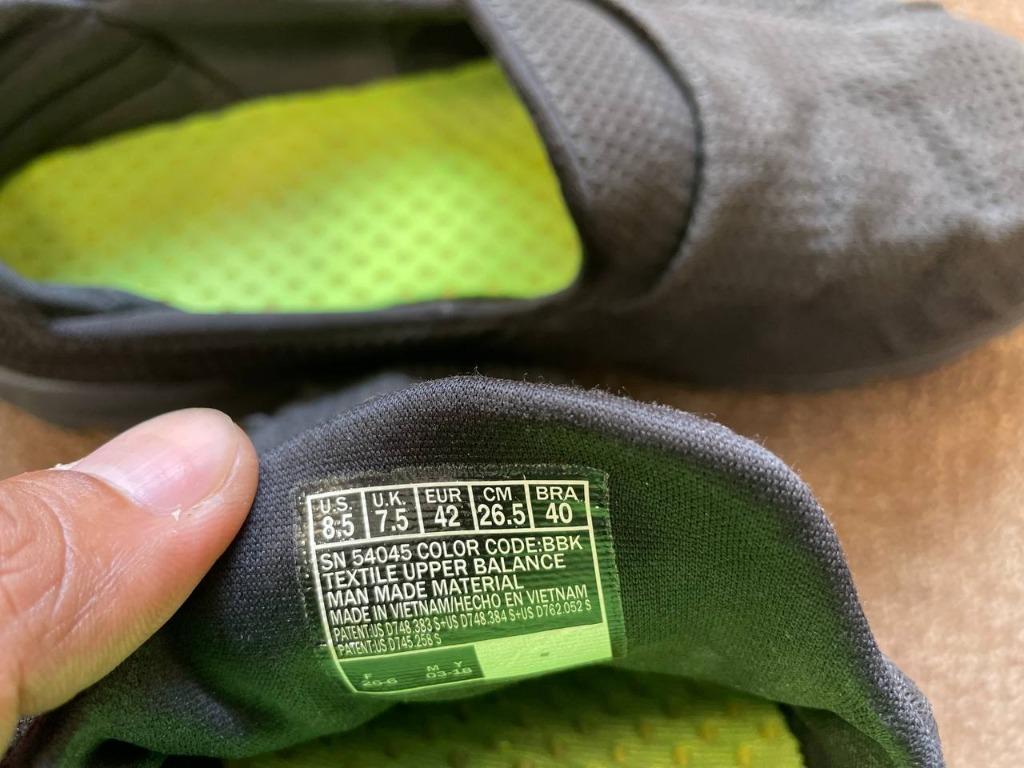 U.S. U.K. EUR CM BRA
8.5 7.5 42 26.5 40
SN 54045 COLOR CODE:BBK
TEXTILE UPPER BALANCE
MAN MADE MATERIAL
MADE IN VIETNAM/HECHO EN VIETNAM
PATENT:US D748.383 S+US D748.384 S+US D762.052 S
PATENT:US D745.258 S
F M Y
26-6 03-18